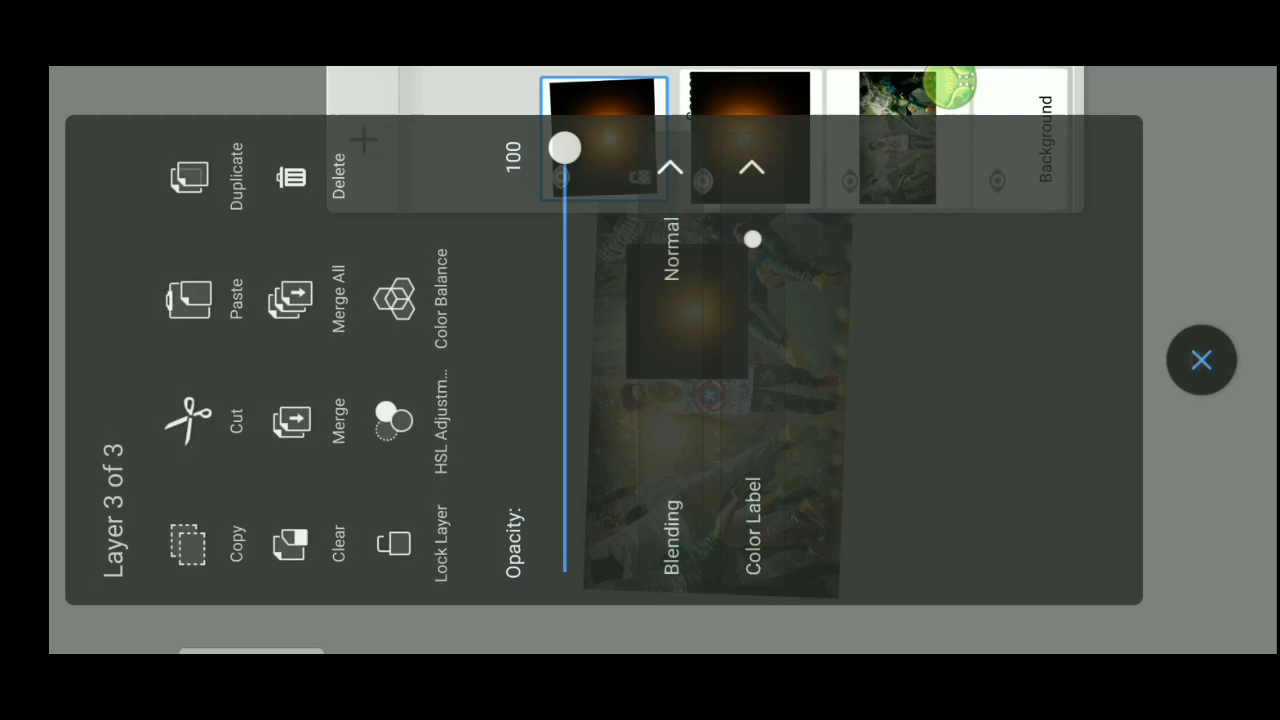 Layer 3 of 3
Copy
Cut
Paste
Duplicate
Clear
Merge
Merge All
Delete
Lock Layer
HSL Adjustm...
Color Balance
Opacity:
100
Blending
Normal
Color Label
Background